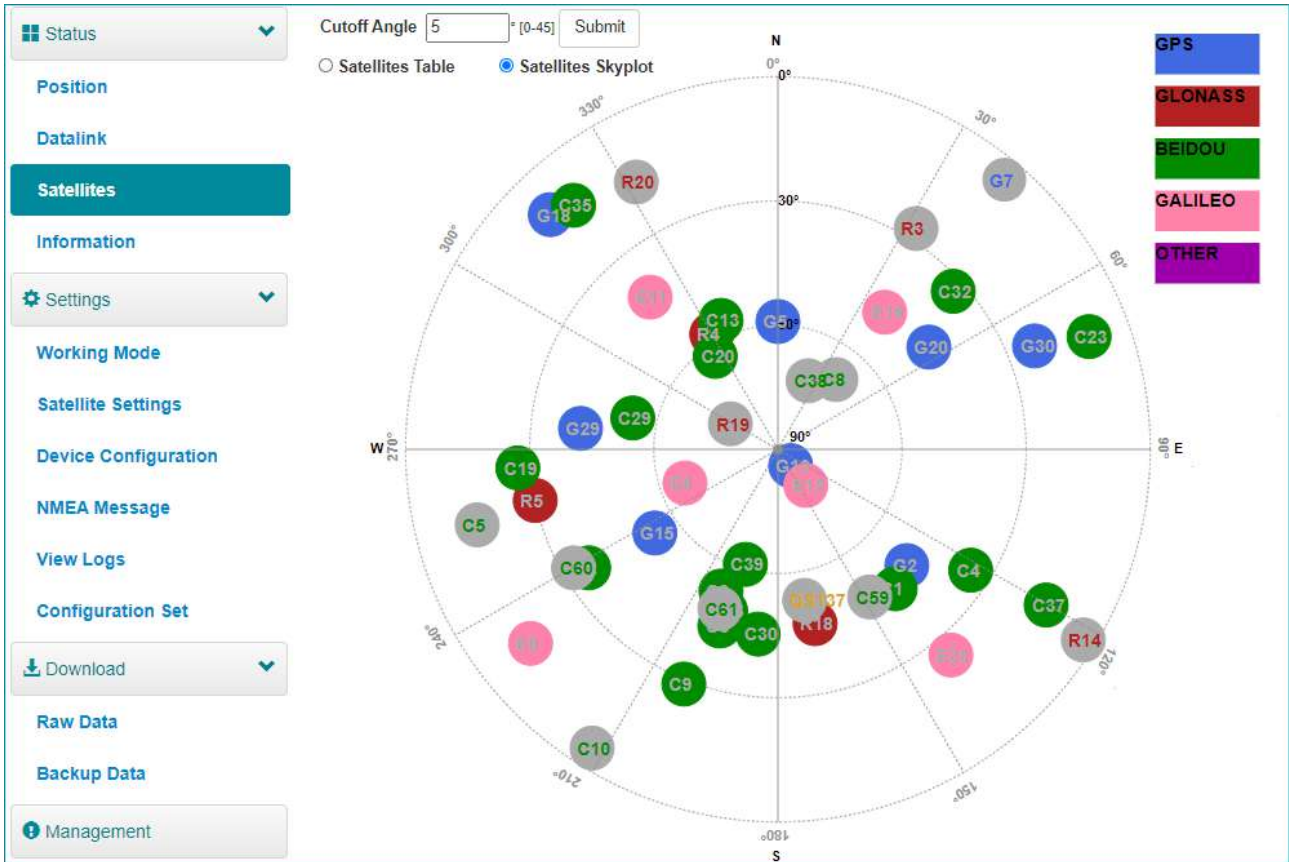 Status
Position
Datalink
Satellites
Information
Settings
Working Mode
Satellite Settings
Device Configuration
NMEA Message
View Logs
Configuration Set
Download
Raw Data
Backup Data
Management
Cutoff Angle 5 ° [0-45] Submit
Satellites Table Satellites Skyplot
N
0°
0°
330°
30°
R20
G7
C35
G18
30°
R3
300°
60°
C32
E11
C13
G5
R4
G20
G30
C23
C20
C38
C8
C29
R19
G29
90°
W
270°
90°
E
C19
R5
C5
G15
C60
C39
G2
C4
C59
C37
C61
R18
C30
R14
240°
120°
C9
C10
210°
150°
180°
S
GPS
GLONASS
BEIDOU
GALILEO
OTHER